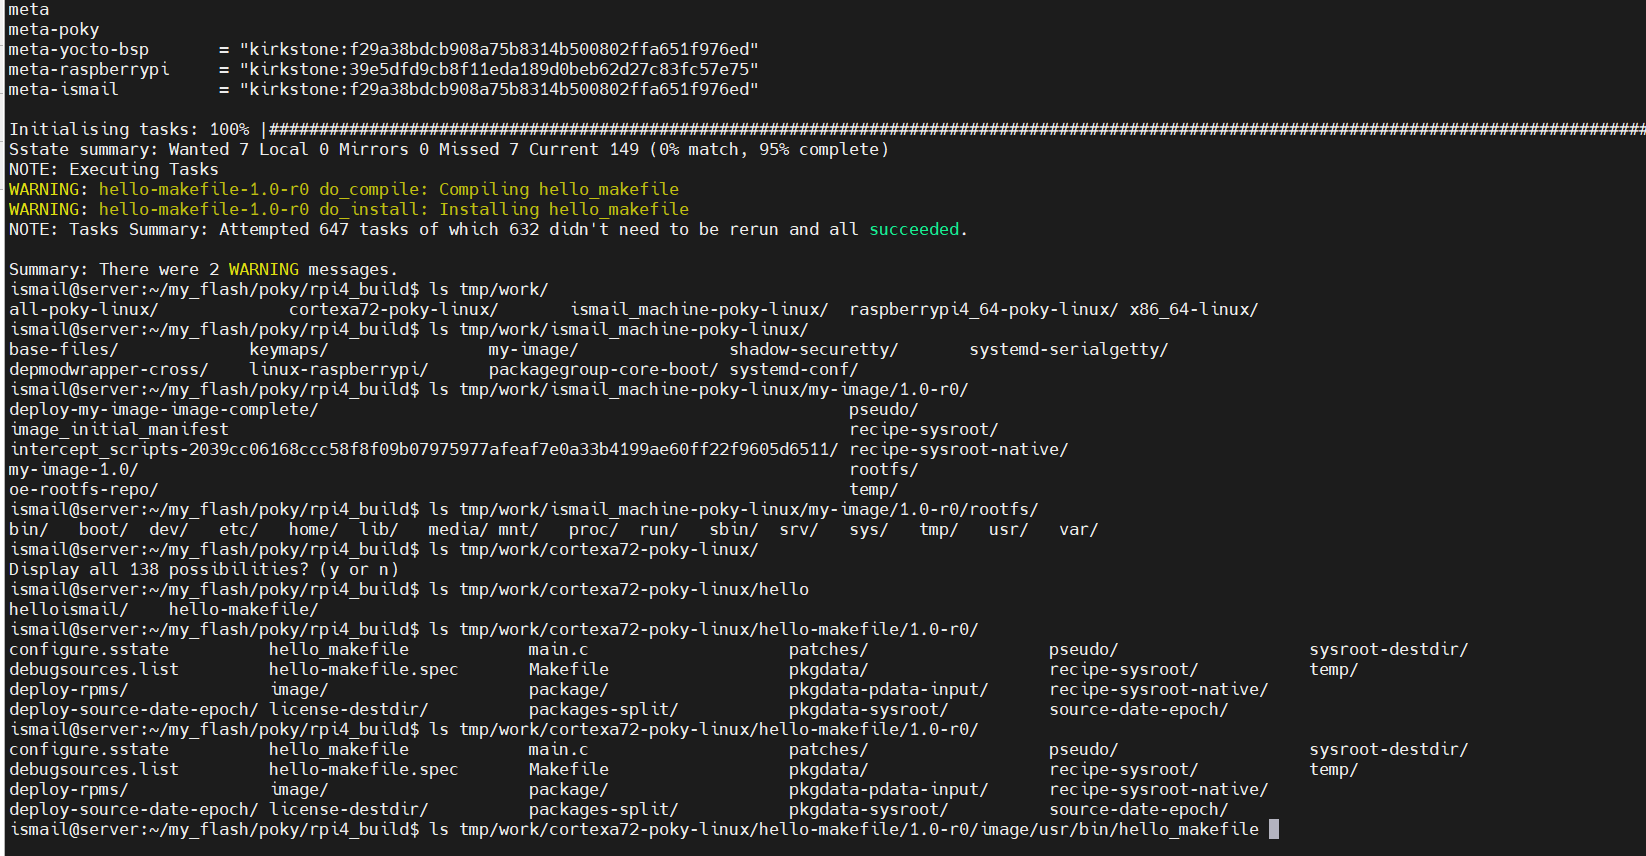 meta
meta-poky
meta-yocto-bsp       = "kirkstone:f29a38bdcb908a75b8314b500802ffa651f976ed"
meta-raspberrypi     = "kirkstone:39e5dfd9cb8f11eda189d0beb62d27c83fc57e75"
meta-ismail          = "kirkstone:f29a38bdcb908a75b8314b500802ffa651f976ed"
Initialising tasks: 100% |##########################################################################################################################################
Sstate summary: Wanted 7 Local 0 Mirrors 0 Missed 7 Current 149 (0% match, 95% complete)
NOTE: Executing Tasks
WARNING: hello-makefile-1.0-r0 do_compile: Compiling hello_makefile
WARNING: hello-makefile-1.0-r0 do_install: Installing hello_makefile
NOTE: Tasks Summary: Attempted 647 tasks of which 632 didn't need to be rerun and all succeeded.
Summary: There were 2 WARNING messages.
ismail@server:~/my_flash/poky/rpi4_build$ ls tmp/work/
all-poky-linux/             cortexa72-poky-linux/       ismail_machine-poky-linux/  raspberrypi4_64-poky-linux/ x86_64-linux/
ismail@server:~/my_flash/poky/rpi4_build$ ls tmp/work/ismail_machine-poky-linux/
base-files/             keymaps/                my-image/               shadow-securetty/       systemd-serialgetty/
depmodwrapper-cross/    linux-raspberrypi/      packagegroup-core-boot/ systemd-conf/
ismail@server:~/my_flash/poky/rpi4_build$ ls tmp/work/ismail_machine-poky-linux/my-image/1.0-r0/
deploy-my-image-image-complete/                                                     pseudo/
image_initial_manifest                                                              recipe-sysroot/
intercept_scripts-2039cc06168ccc58f8f09b07975977afeaf7e0a33b4199ae60ff22f9605d6511/ recipe-sysroot-native/
my-image-1.0/                                                                       rootfs/
oe-rootfs-repo/                                                                     temp/
ismail@server:~/my_flash/poky/rpi4_build$ ls tmp/work/ismail_machine-poky-linux/my-image/1.0-r0/rootfs/
bin/   boot/  dev/   etc/   home/  lib/   media/ mnt/   proc/  run/   sbin/  srv/   sys/   tmp/   usr/   var/
ismail@server:~/my_flash/poky/rpi4_build$ ls tmp/work/cortexa72-poky-linux/
Display all 138 possibilities? (y or n)
ismail@server:~/my_flash/poky/rpi4_build$ ls tmp/work/cortexa72-poky-linux/hello
helloismail/    hello-makefile/
ismail@server:~/my_flash/poky/rpi4_build$ ls tmp/work/cortexa72-poky-linux/hello-makefile/1.0-r0/
configure.sstate          hello_makefile            main.c                    patches/                  pseudo/                   sysroot-destdir/
debugsources.list         hello-makefile.spec       Makefile                  pkgdata/                  recipe-sysroot/           temp/
deploy-rpms/              image/                    package/                  pkgdata-pdata-input/      recipe-sysroot-native/
deploy-source-date-epoch/ license-destdir/          packages-split/           pkgdata-sysroot/          source-date-epoch/
ismail@server:~/my_flash/poky/rpi4_build$ ls tmp/work/cortexa72-poky-linux/hello-makefile/1.0-r0/
configure.sstate          hello_makefile            main.c                    patches/                  pseudo/                   sysroot-destdir/
debugsources.list         hello-makefile.spec       Makefile                  pkgdata/                  recipe-sysroot/           temp/
deploy-rpms/              image/                    package/                  pkgdata-pdata-input/      recipe-sysroot-native/
deploy-source-date-epoch/ license-destdir/          packages-split/           pkgdata-sysroot/          source-date-epoch/
ismail@server:~/my_flash/poky/rpi4_build$ ls tmp/work/cortexa72-poky-linux/hello-makefile/1.0-r0/image/usr/bin/hello_makefile